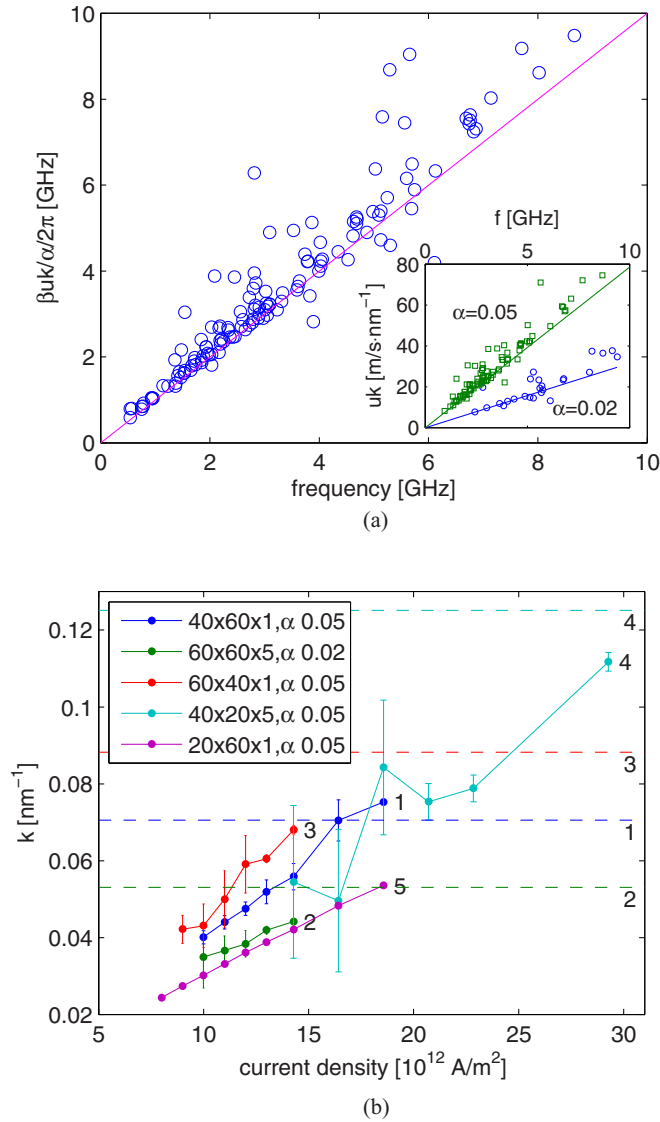 10
8
6
4
2
0
βuk/α/2π [GHz]
0 2 4 6 8 10
frequency [GHz]
f [GHz]
0 5 10
80
60
40
20
0
uk [m/s·nm⁻¹]
α=0.05
α=0.02
(a)
0.12
0.1
0.08
0.06
0.04
0.02
k [nm⁻¹]
40x60x1,α 0.05
60x60x5,α 0.02
60x40x1,α 0.05
40x20x5,α 0.05
20x60x1,α 0.05
4
4
3
1
1
3
5
2
2
5 10 15 20 25 30
current density [10¹² A/m²]
(b)